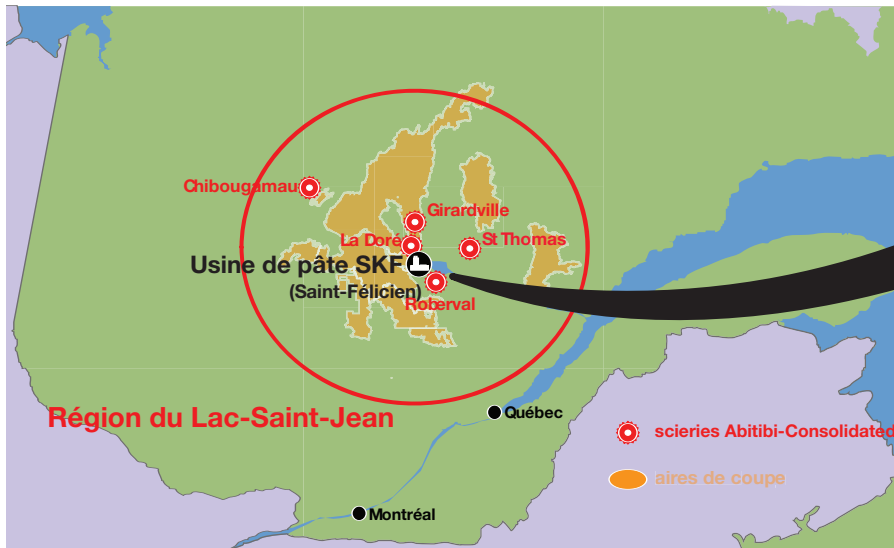 Chibougamau
Girardville
La Doré
St Thomas
Usine de pâte SKF
(Saint-Félicien)
Roberval
Région du Lac-Saint-Jean
Québec
scieries Abitibi-Consolidated
aires de coupe
Montréal